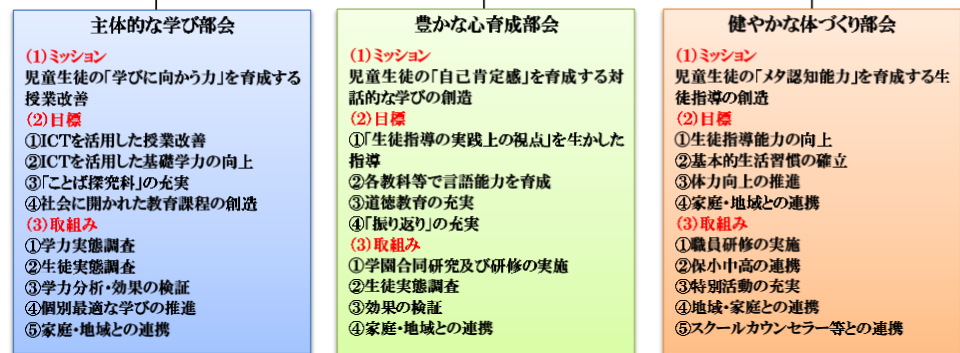 主体的な学び部会
(1)ミッション
児童生徒の「学びに向かう力」を育成する
授業改善
(2)目標
①ICTを活用した授業改善
②ICTを活用した基礎学力の向上
③「ことば探究科」の充実
④社会に開かれた教育課程の創造
(3)取組み
①学力実態調査
②生徒実態調査
③学力分析・効果の検証
④個別最適な学びの推進
⑤家庭・地域との連携
豊かな心育成部会
(1)ミッション
児童生徒の「自己肯定感」を育成する対
話的な学びの創造
(2)目標
①「生徒指導の実践上の視点」を生かした
指導
②各教科等で言語能力を育成
③道徳教育の充実
④「振り返り」の充実
(3)取組み
①学園合同研究及び研修の実施
②生徒実態調査
③効果の検証
④家庭・地域との連携
健やかな体づくり部会
(1)ミッション
児童生徒の「メタ認知能力」を育成する生
徒指導の創造
(2)目標
①生徒指導能力の向上
②基本的生活習慣の確立
③体力向上の推進
④家庭・地域との連携
(3)取組み
①職員研修の実施
②保小中高の連携
③特別活動の充実
④地域・家庭との連携
⑤スクールカウンセラー等との連携